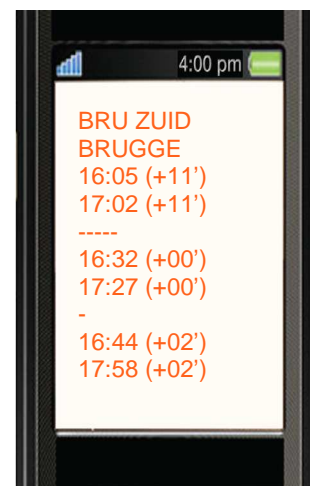 4:00 pm
BRU ZUID
BRUGGE
16:05 (+11’)
17:02 (+11’)
-----
16:32 (+00’)
17:27 (+00’)
-
16:44 (+02’)
17:58 (+02’)